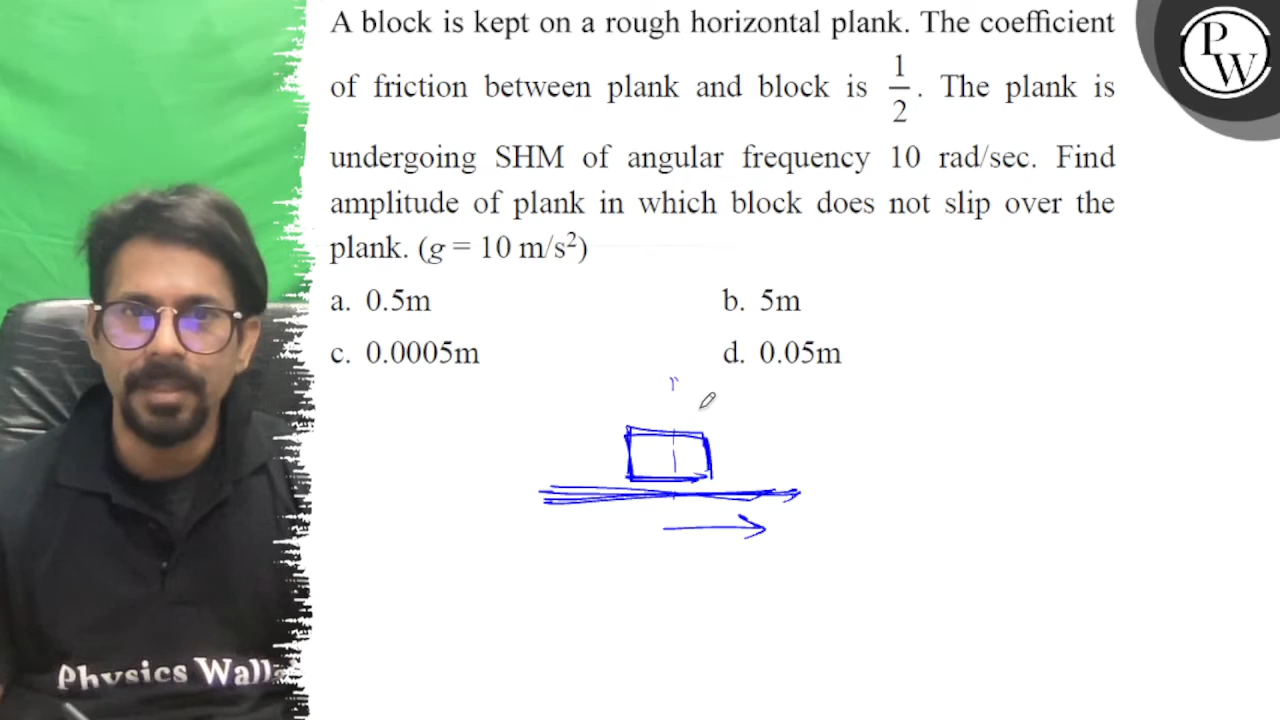 A block is kept on a rough horizontal plank. The coefficient
of friction between plank and block is 1/2. The plank is
undergoing SHM of angular frequency 10 rad/sec. Find
amplitude of plank in which block does not slip over the
plank. (g = 10 m/s²)
a. 0.5m b. 5m
c. 0.0005m d. 0.05m
PW
Physics Walla